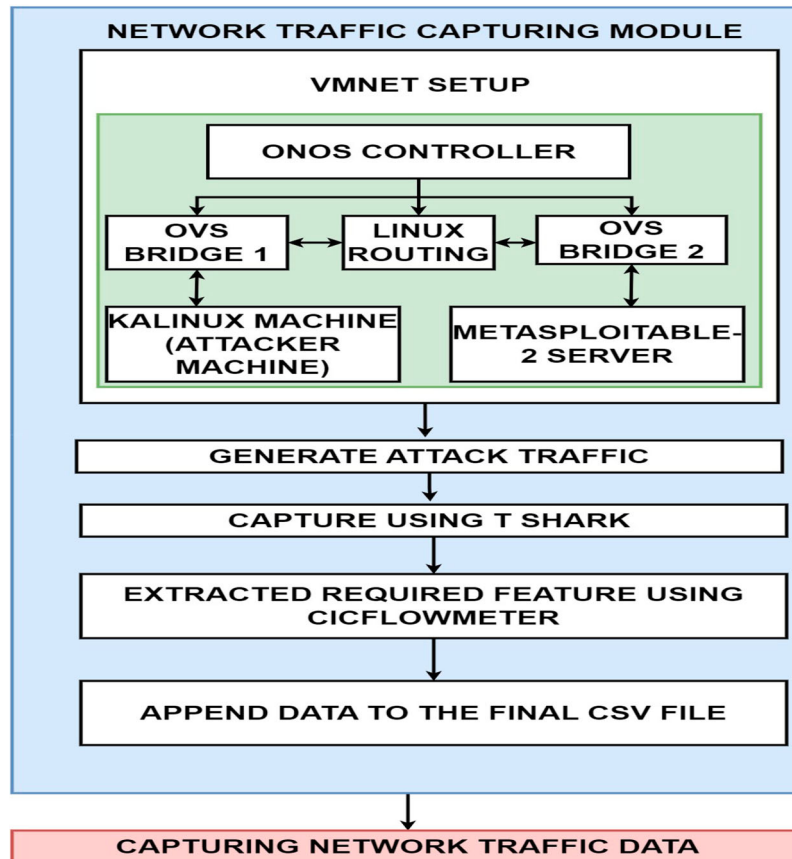 NETWORK TRAFFIC CAPTURING MODULE
VMNET SETUP
ONOS CONTROLLER
OVS
BRIDGE 1
LINUX
ROUTING
OVS
BRIDGE 2
KALINUX MACHINE
(ATTACKER
MACHINE)
METASPLOITABLE-
2 SERVER
GENERATE ATTACK TRAFFIC
CAPTURE USING T SHARK
EXTRACTED REQUIRED FEATURE USING
CICFLOWMETER
APPEND DATA TO THE FINAL CSV FILE
CAPTURING NETWORK TRAFFIC DATA